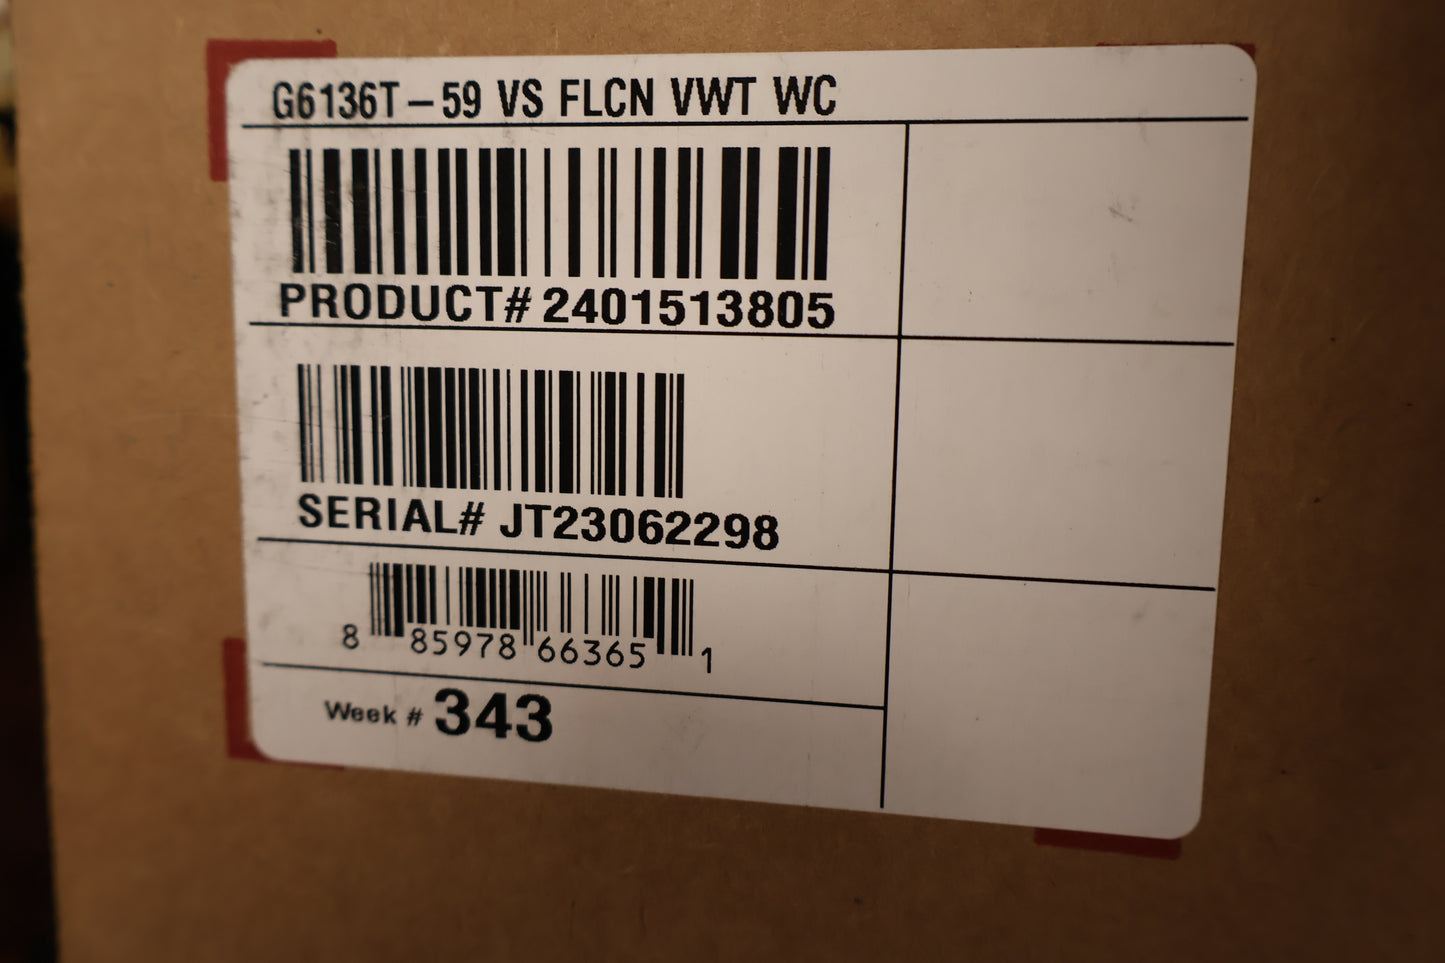 G6136T-59 VS FLCN VWT WC
PRODUCT# 2401513805
SERIAL# JT23062298
8 85978 66365 1
Week # 343